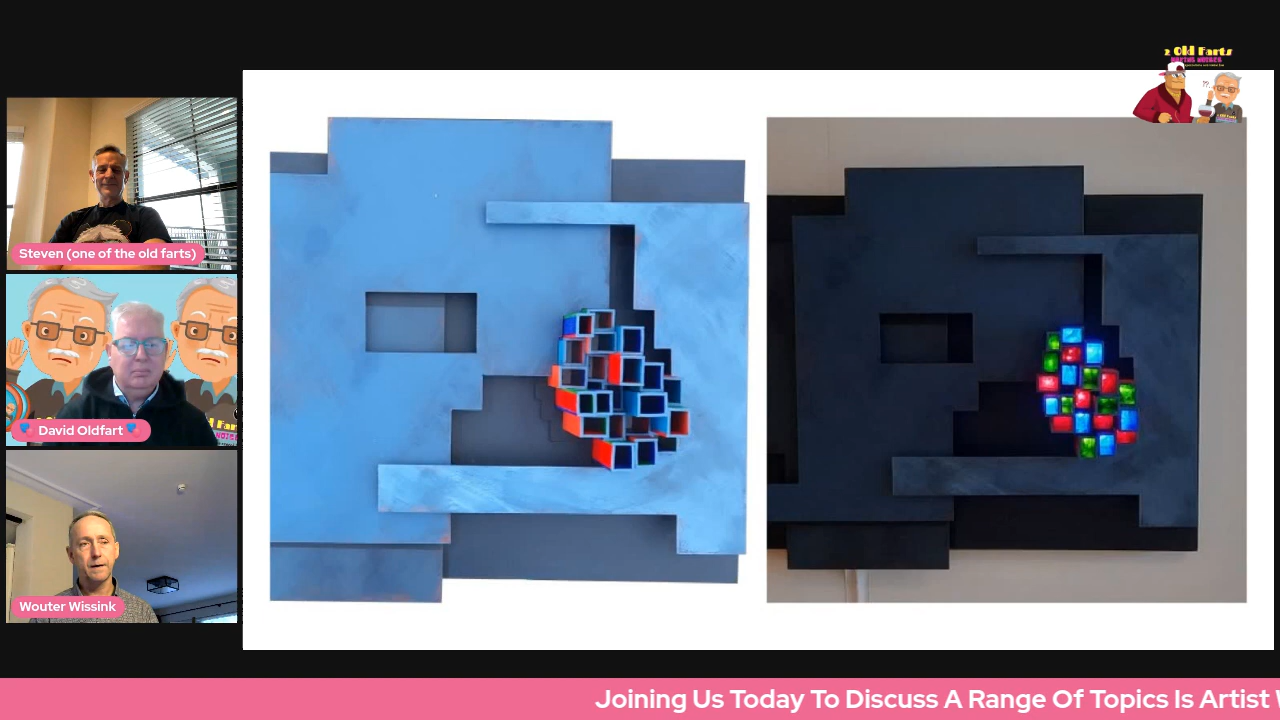 2 Old Farts
Steven (one of the old farts)
David Oldfart
Wouter Wissink
Joining Us Today To Discuss A Range Of Topics Is Artist